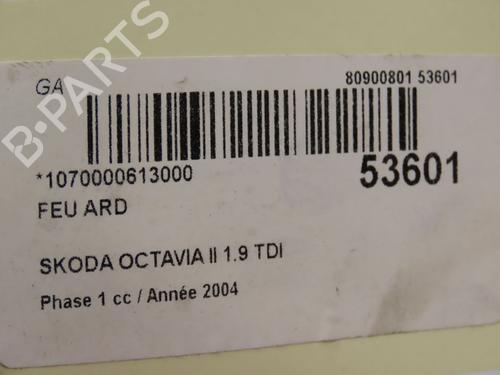 GA
80900801 53601
B-PARTS
*1070000613000
53601
FEU ARD
SKODA OCTAVIA II 1.9 TDI
Phase 1 cc / Année 2004